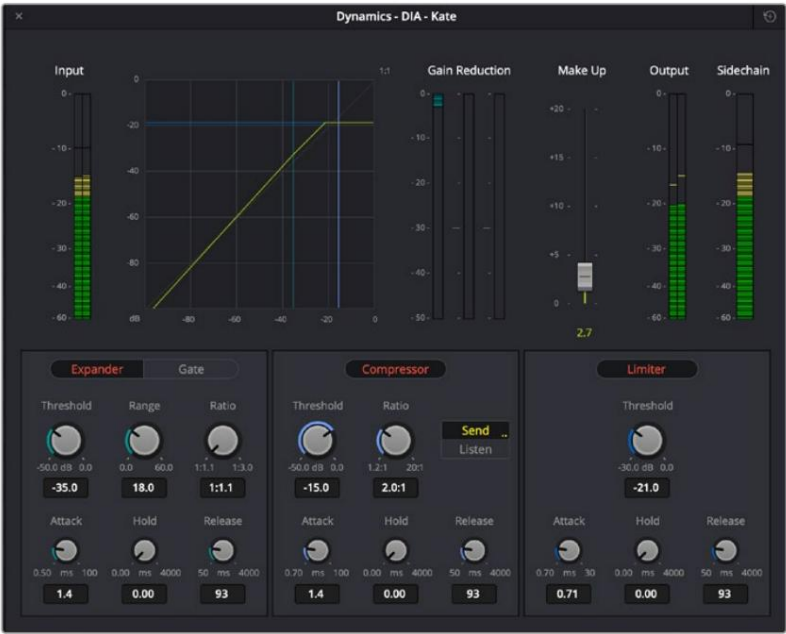 Dynamics - DIA - Kate
Input
Gain Reduction
Make Up
Output
Sidechain
1:1
0
-20
-40
-60
-80
dB -80 -60 -40 -20 0
0
-10
-20
-30
-40
-60
0
-10
-20
-30
-40
-50
+20
+15
+10
+5
0
2.7
0
-10
-20
-30
-40
-60
0
-10
-20
-30
-40
-60
Expander Gate
Threshold Range Ratio
-50.0 dB 0.0 0.0 60.0 1:1.1 1:3.0
-35.0 18.0 1:1.1
Attack Hold Release
0.50 ms 100 0.00 ms 4000 50 ms 4000
1.4 0.00 93
Compressor
Threshold Ratio
Send ..
Listen
-50.0 dB 0.0 1.2:1 20:1
-15.0 2.0:1
Attack Hold Release
0.70 ms 100 0.00 ms 4000 50 ms 4000
1.4 0.00 93
Limiter
Threshold
-30.0 dB 0.0
-21.0
Attack Hold Release
0.70 ms 30 0.00 ms 4000 50 ms 4000
0.71 0.00 93